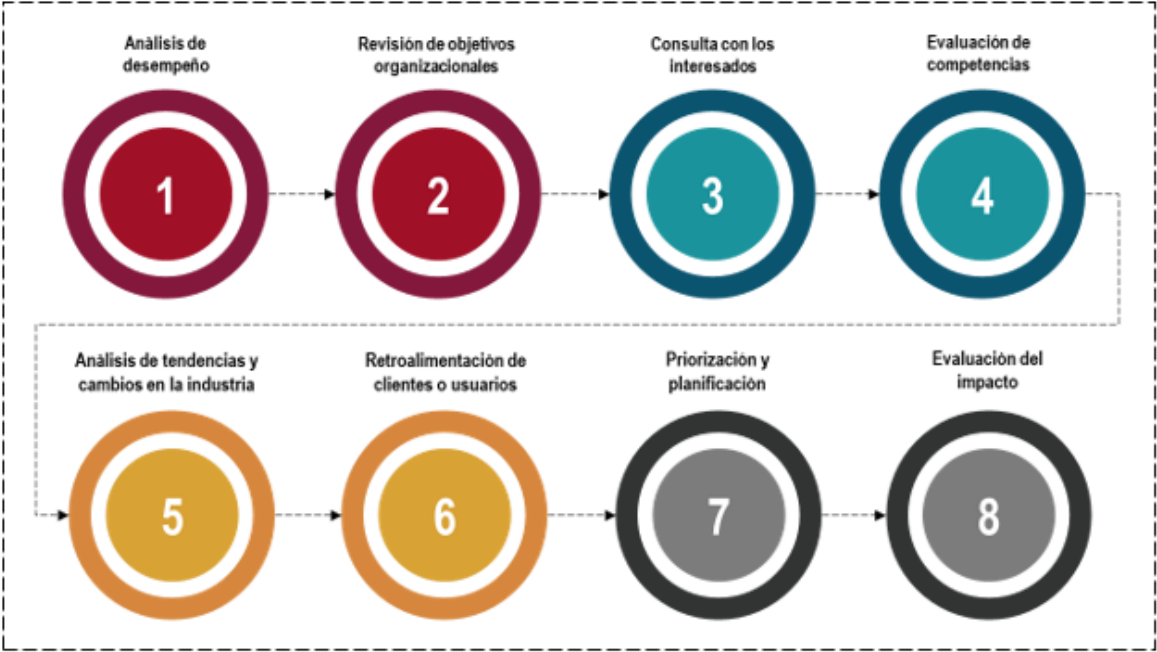 Análisis de
desempeño
Revisión de objetivos
organizacionales
Consulta con los
interesados
Evaluación de
competencias
1
2
3
4
Análisis de tendencias y
cambios en la industria
Retroalimentación de
clientes o usuarios
Priorización y
planificación
Evaluación del
impacto
5
6
7
8